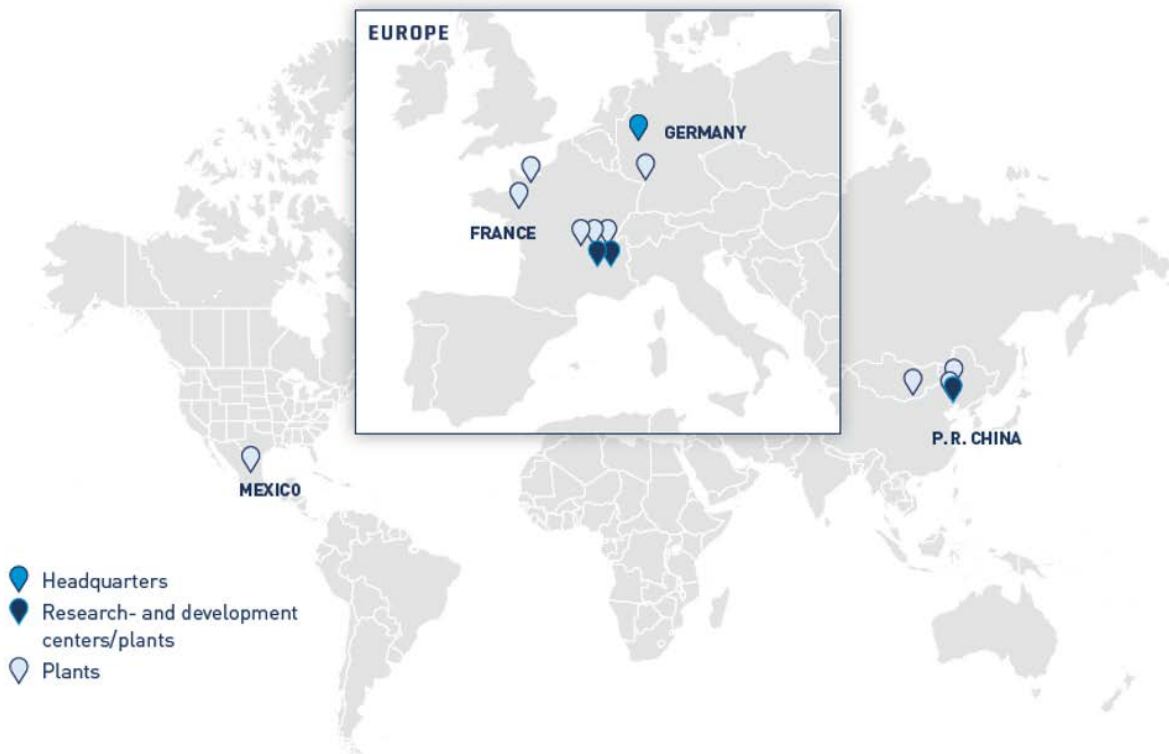 EUROPE
GERMANY
FRANCE
P. R. CHINA
MEXICO
Headquarters
Research- and development
centers/plants
Plants